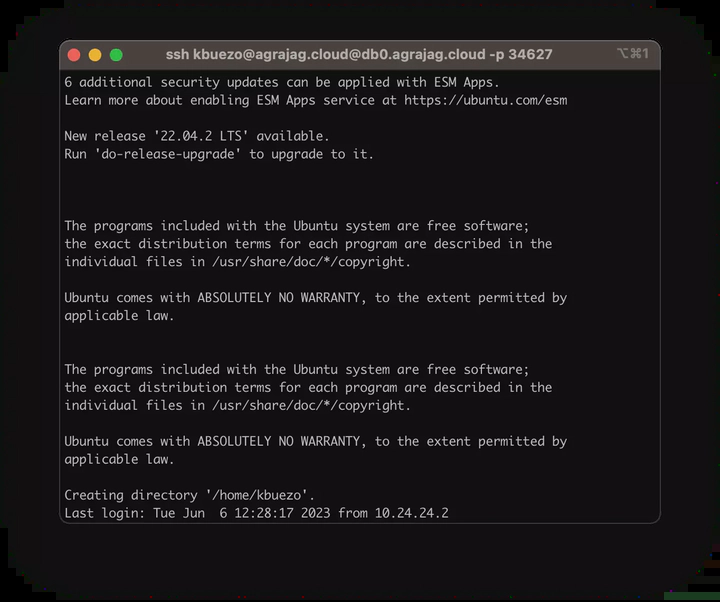 ssh kbuezo@agrajag.cloud@db0.agrajag.cloud -p 34627
⌥⌘1
6 additional security updates can be applied with ESM Apps.
Learn more about enabling ESM Apps service at https://ubuntu.com/esm
New release '22.04.2 LTS' available.
Run 'do-release-upgrade' to upgrade to it.
The programs included with the Ubuntu system are free software;
the exact distribution terms for each program are described in the
individual files in /usr/share/doc/*/copyright.
Ubuntu comes with ABSOLUTELY NO WARRANTY, to the extent permitted by
applicable law.
The programs included with the Ubuntu system are free software;
the exact distribution terms for each program are described in the
individual files in /usr/share/doc/*/copyright.
Ubuntu comes with ABSOLUTELY NO WARRANTY, to the extent permitted by
applicable law.
Creating directory '/home/kbuezo'.
Last login: Tue Jun  6 12:28:17 2023 from 10.24.24.2